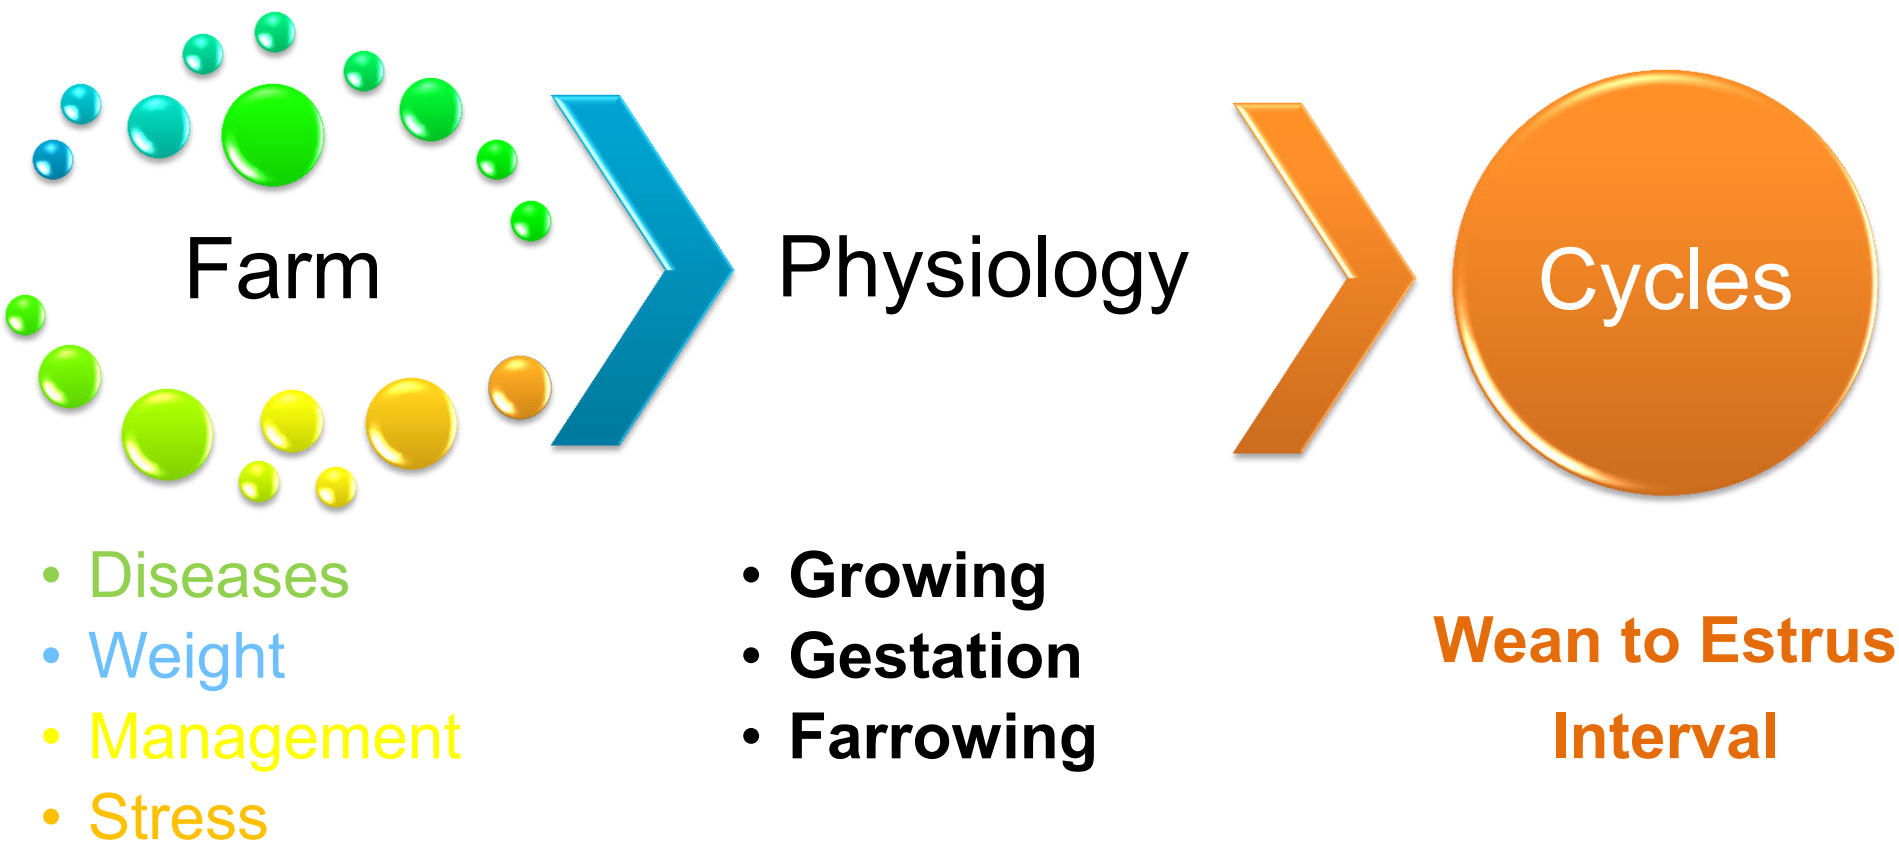 Farm
Physiology
Cycles
• Diseases
• Weight
• Management
• Stress
• Growing
• Gestation
• Farrowing
Wean to Estrus
Interval